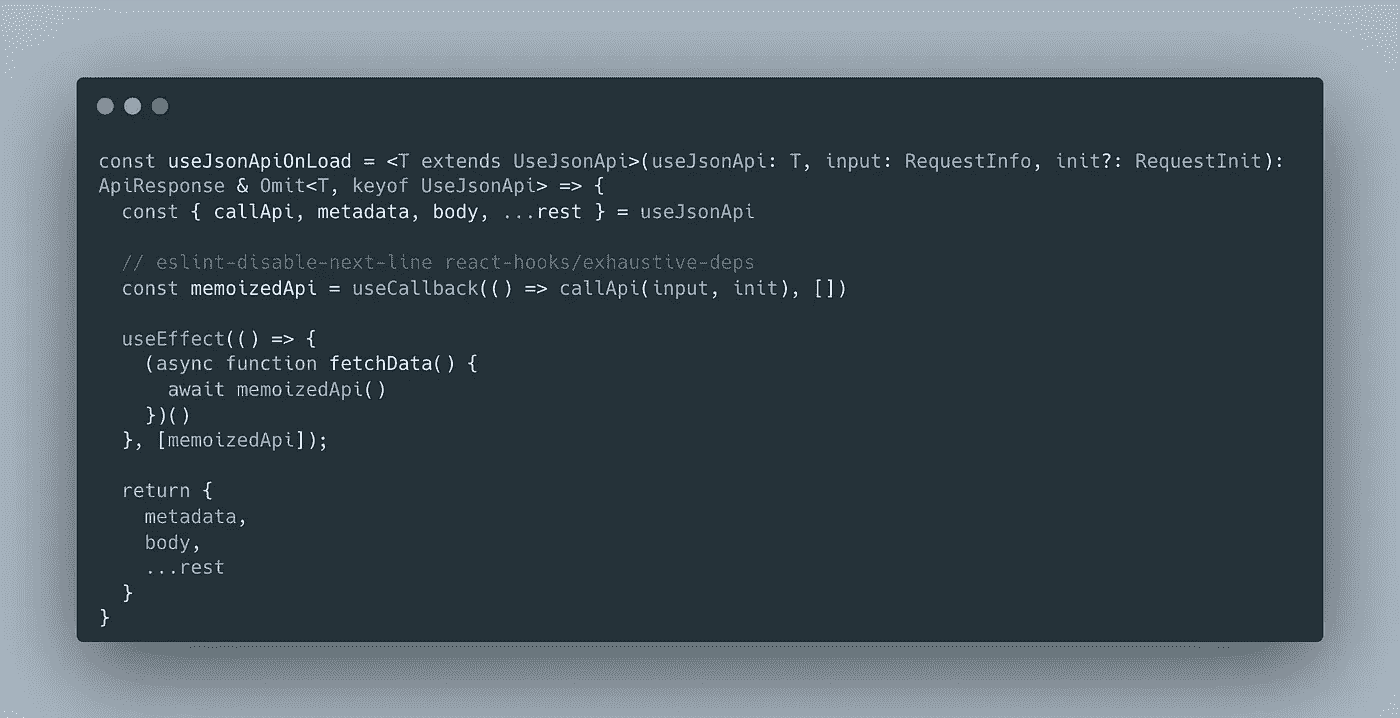 const useJsonApiOnLoad = <T extends UseJsonApi>(useJsonApi: T, input: RequestInfo, init?: RequestInit):
ApiResponse & Omit<T, keyof UseJsonApi> => {
  const { callApi, metadata, body, ...rest } = useJsonApi

  // eslint-disable-next-line react-hooks/exhaustive-deps
  const memoizedApi = useCallback(() => callApi(input, init), [])

  useEffect(() => {
    (async function fetchData() {
      await memoizedApi()
    })()
  }, [memoizedApi]);

  return {
    metadata,
    body,
    ...rest
  }
}